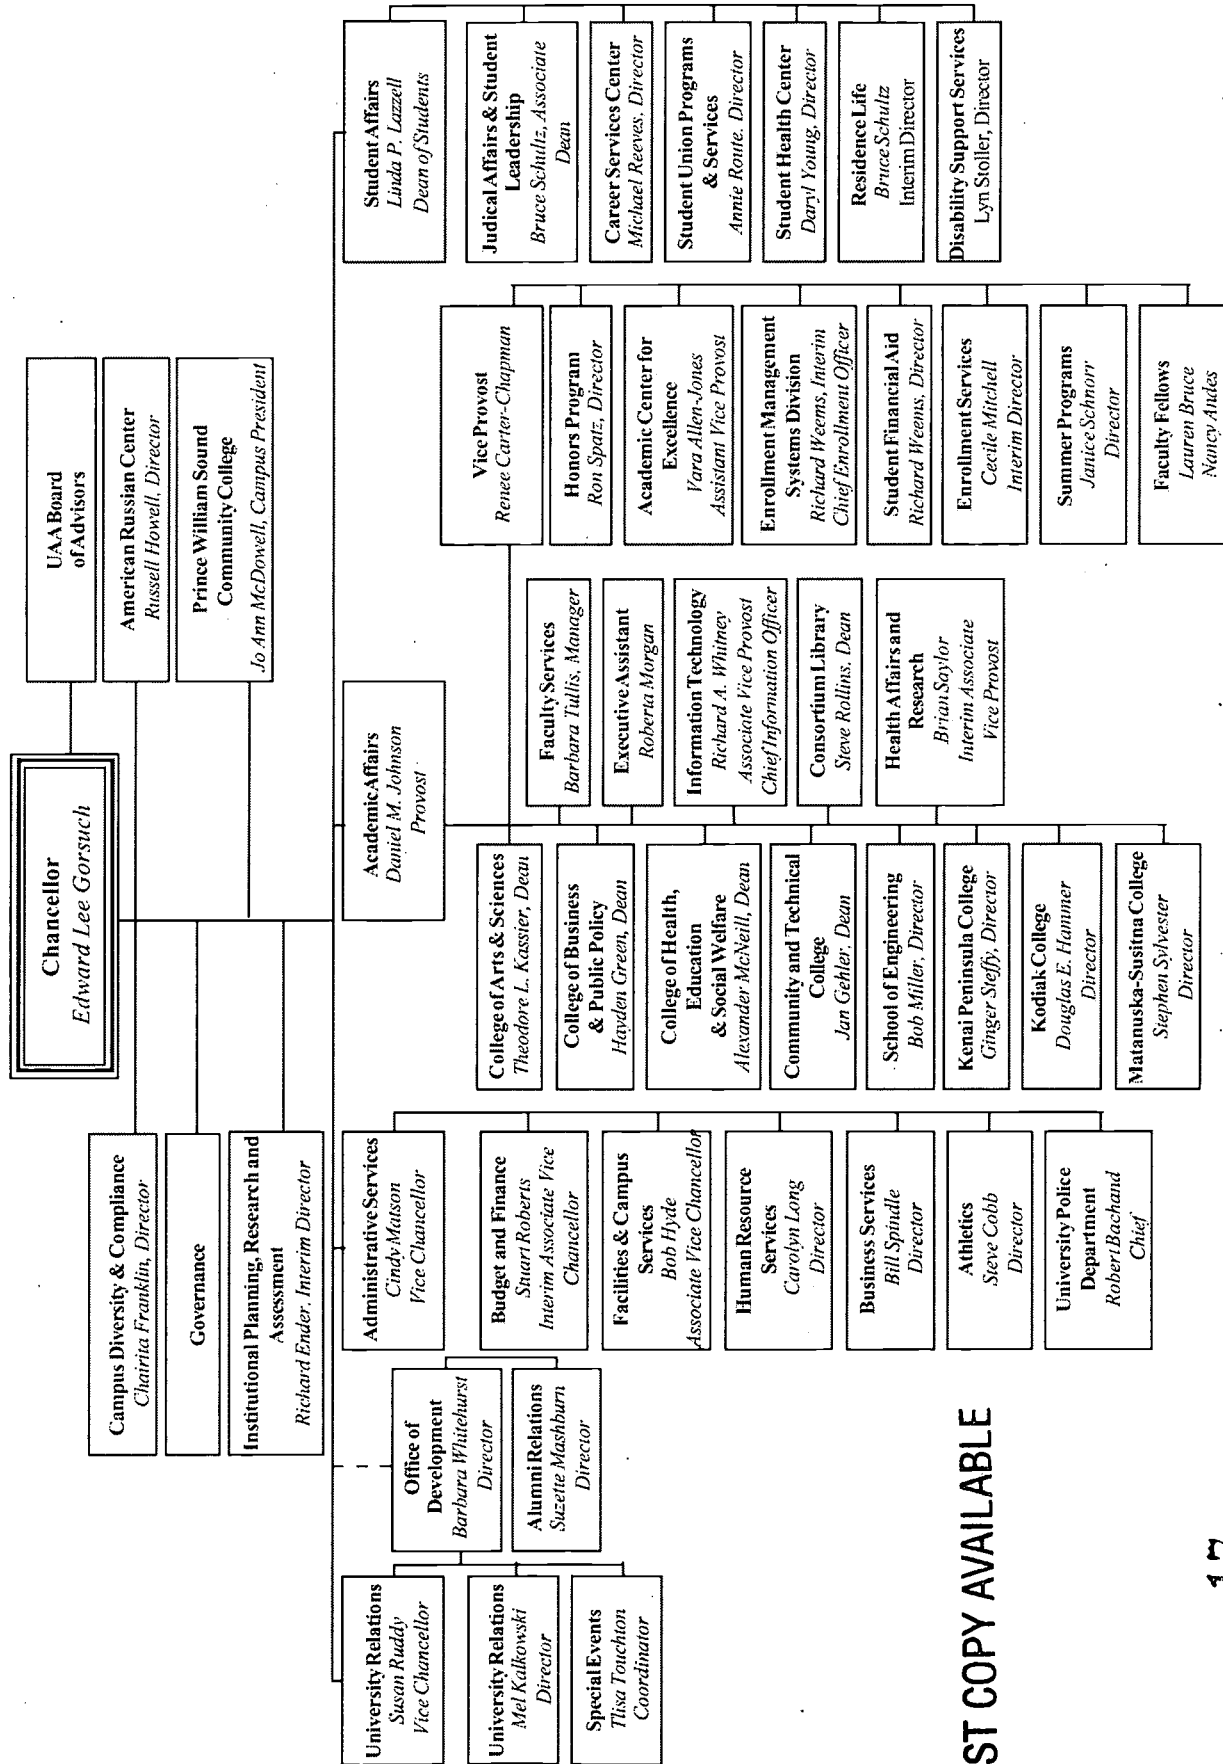 Chancellor
Edward Lee Gorsuch
UAA Board
of Advisors
American Russian Center
Russell Howell, Director
Prince William Sound
Community College
Jo Ann McDowell, Campus President
Campus Diversity & Compliance
Chairita Franklin, Director
Governance
Institutional Planning, Research and
Assessment
Richard Ender, Interim Director
University Relations
Susan Ruddy
Vice Chancellor
University Relations
Mel Kalkowski
Director
Special Events
Tlisa Touchton
Coordinator
Office of
Development
Barbara Whitehurst
Director
Alumni Relations
Suzette Mashburn
Director
Administrative Services
Cindy Matson
Vice Chancellor
Budget and Finance
Stuart Roberts
Interim Associate Vice
Chancellor
Facilities & Campus
Services
Bob Hyde
Associate Vice Chancellor
Human Resource
Services
Carolyn Long
Director
Business Services
Bill Spindle
Director
Athletics
Steve Cobb
Director
University Police
Department
Robert Bachand
Chief
Academic Affairs
Daniel M. Johnson
Provost
College of Arts & Sciences
Theodore L. Kassier, Dean
College of Business
& Public Policy
Hayden Green, Dean
College of Health,
Education
& Social Welfare
Alexander McNeill, Dean
Community and Technical
College
Jan Gehler, Dean
School of Engineering
Bob Miller, Director
Kenai Peninsula College
Ginger Steffy, Director
Kodiak College
Douglas E. Hammer
Director
Matanuska-Susitna College
Stephen Sylvester
Director
Faculty Services
Barbara Tullis, Manager
Executive Assistant
Roberta Morgan
Information Technology
Richard A. Whitney
Associate Vice Provost
Chief Information Officer
Consortium Library
Steve Rollins, Dean
Health Affairs and
Research
Brian Saylor
Interim Associate
Vice Provost
Vice Provost
Renee Carter-Chapman
Honors Program
Ron Spatz, Director
Academic Center for
Excellence
Vara Allen-Jones
Assistant Vice Provost
Enrollment Management
Systems Division
Richard Weems, Interim
Chief Enrollment Officer
Student Financial Aid
Richard Weems, Director
Enrollment Services
Cecile Mitchell
Interim Director
Summer Programs
Janice Schnorr
Director
Faculty Fellows
Lauren Bruce
Nancy Andes
Student Affairs
Linda P. Lazzell
Dean of Students
Judical Affairs & Student
Leadership
Bruce Schultz, Associate
Dean
Career Services Center
Michael Reeves, Director
Student Union Programs
& Services
Annie Route, Director
Student Health Center
Daryl Young, Director
Residence Life
Bruce Schultz
Interim Director
Disability Support Services
Lyn Stoller, Director
ST COPY AVAILABLE